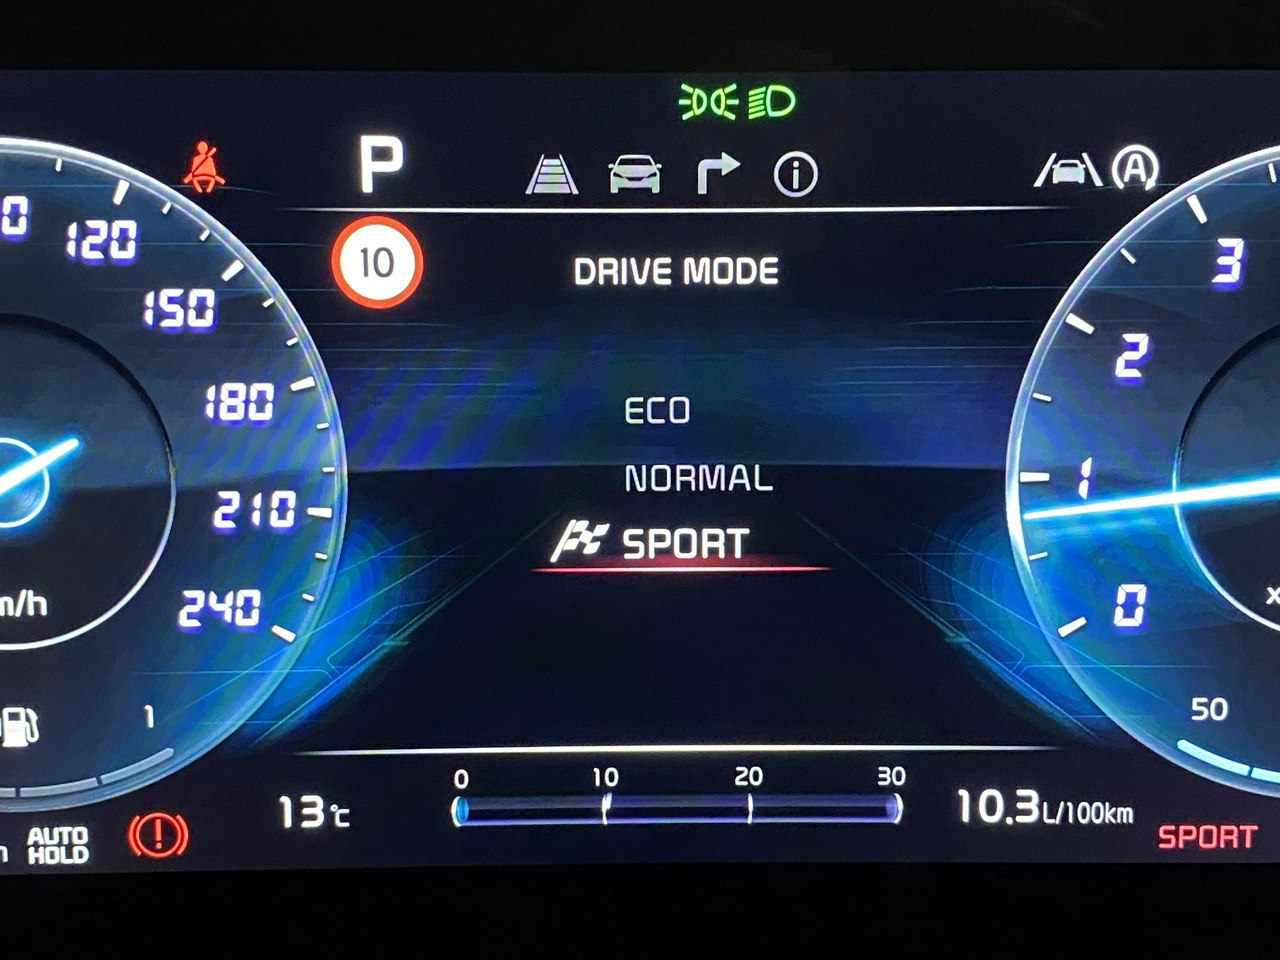 P
10
DRIVE MODE
ECO
NORMAL
SPORT
120
150
180
210
240
3
2
1
0
1
50
0 10 20 30
13°C
10.3L/100km
AUTO
HOLD
SPORT
A